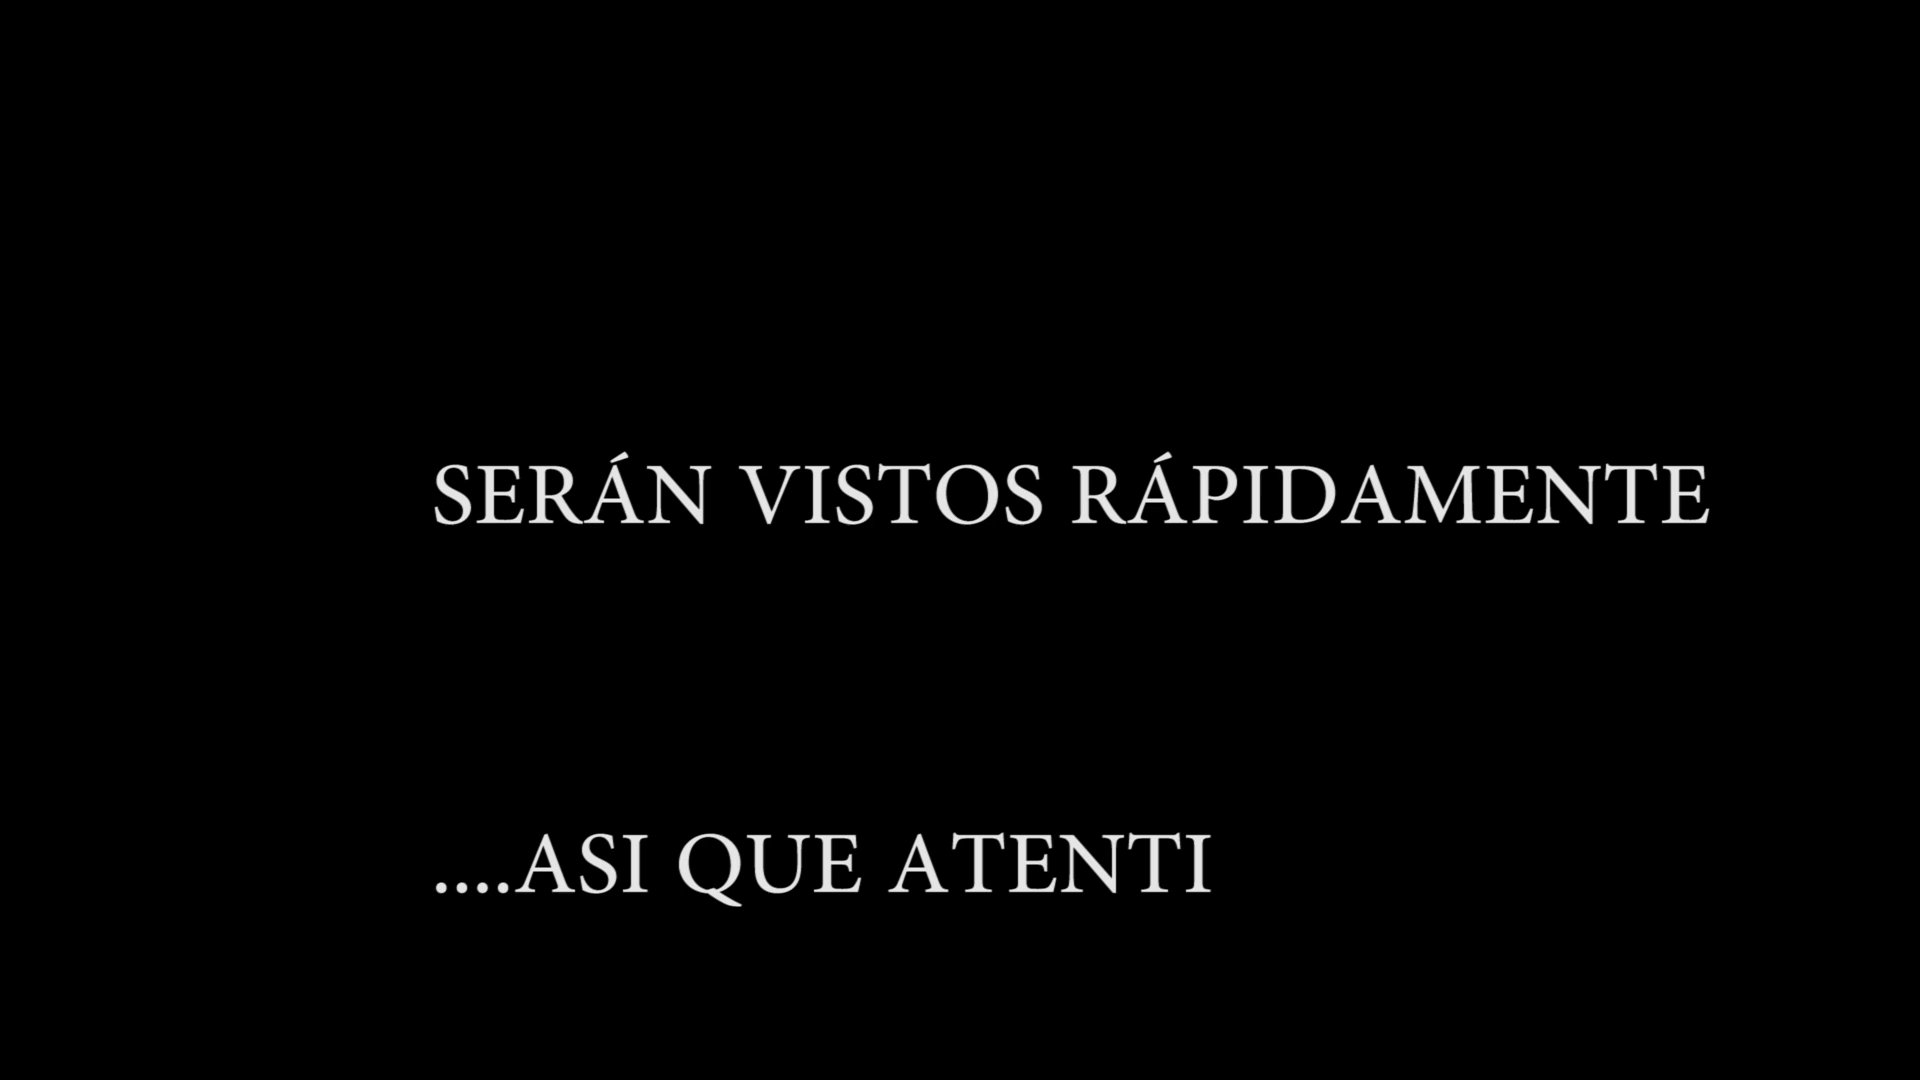 SERÁN VISTOS RÁPIDAMENTE
....ASI QUE ATENTI